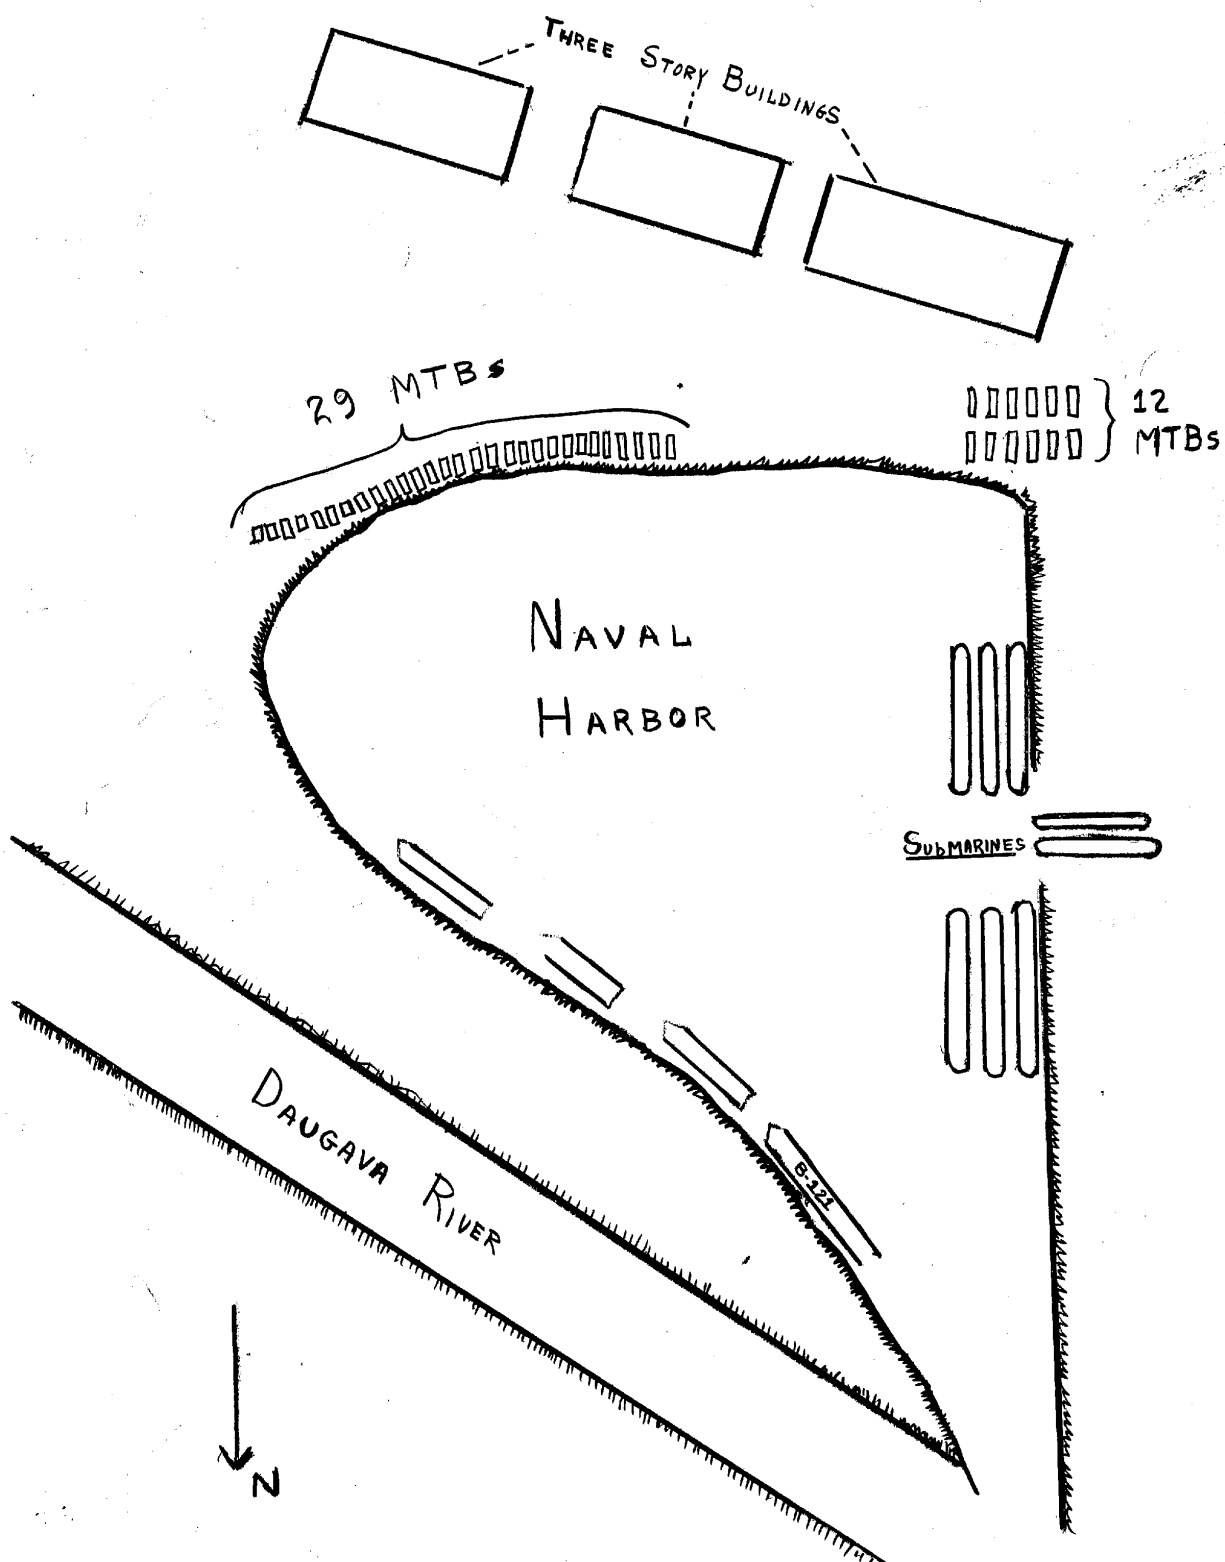 THREE STORY BUILDINGS
29 MTBs
12
MTBs
NAVAL
HARBOR
SUBMARINES
B-121
DAUGAVA RIVER
N